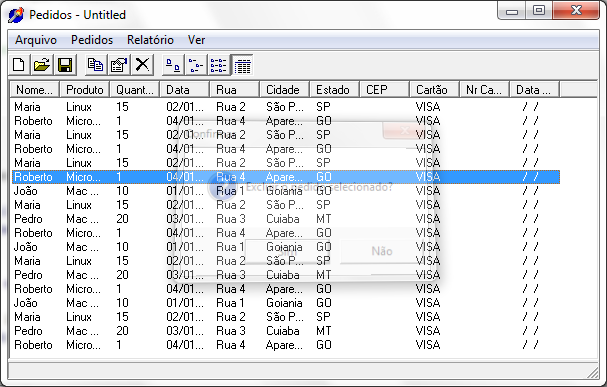 Pedidos - Untitled
Arquivo Pedidos Relatório Ver
Nome... Produto Quant... Data Rua Cidade Estado CEP Cartão Nr Ca... Data ...
Maria Linux 15 02/01... Rua 2 São P... SP VISA / /
Roberto Micro... 1 04/01... Rua 4 Apare... GO VISA / /
João Mac ... 10 01/01... Rua 1 Goiania GO VISA / /
Roberto Micro... 1 04/01... Rua 4 Apare... GO VISA / /
Maria Linux 15 02/01... Rua 2 São P... SP VISA / /
Roberto Micro... 1 04/01... Rua 4 Apare... GO VISA / /
João Mac ... 10 01/01... Rua 1 Goiania GO VISA / /
Maria Linux 15 02/01... Rua 2 São P... SP VISA / /
Pedro Mac ... 20 03/01... Rua 3 Cuiaba MT VISA / /
Roberto Micro... 1 04/01... Rua 4 Apare... GO VISA / /
João Mac ... 10 01/01... Rua 1 Goiania GO VISA / /
Maria Linux 15 02/01... Rua 2 São P... SP VISA / /
Pedro Mac ... 20 03/01... Rua 3 Cuiaba MT VISA / /
Roberto Micro... 1 04/01... Rua 4 Apare... GO VISA / /
João Mac ... 01/01... Rua 1 Goiania GO VISA / /
Maria Linux 15 02/01... Rua 2 São P... SP VISA / /
Pedro Mac ... 20 03/01... Rua 3 Cuiaba MT VISA / /
Roberto Micro... 1 04/01... Rua 4 Apare... GO VISA / /
Excluir o pedido selecionado?
Não